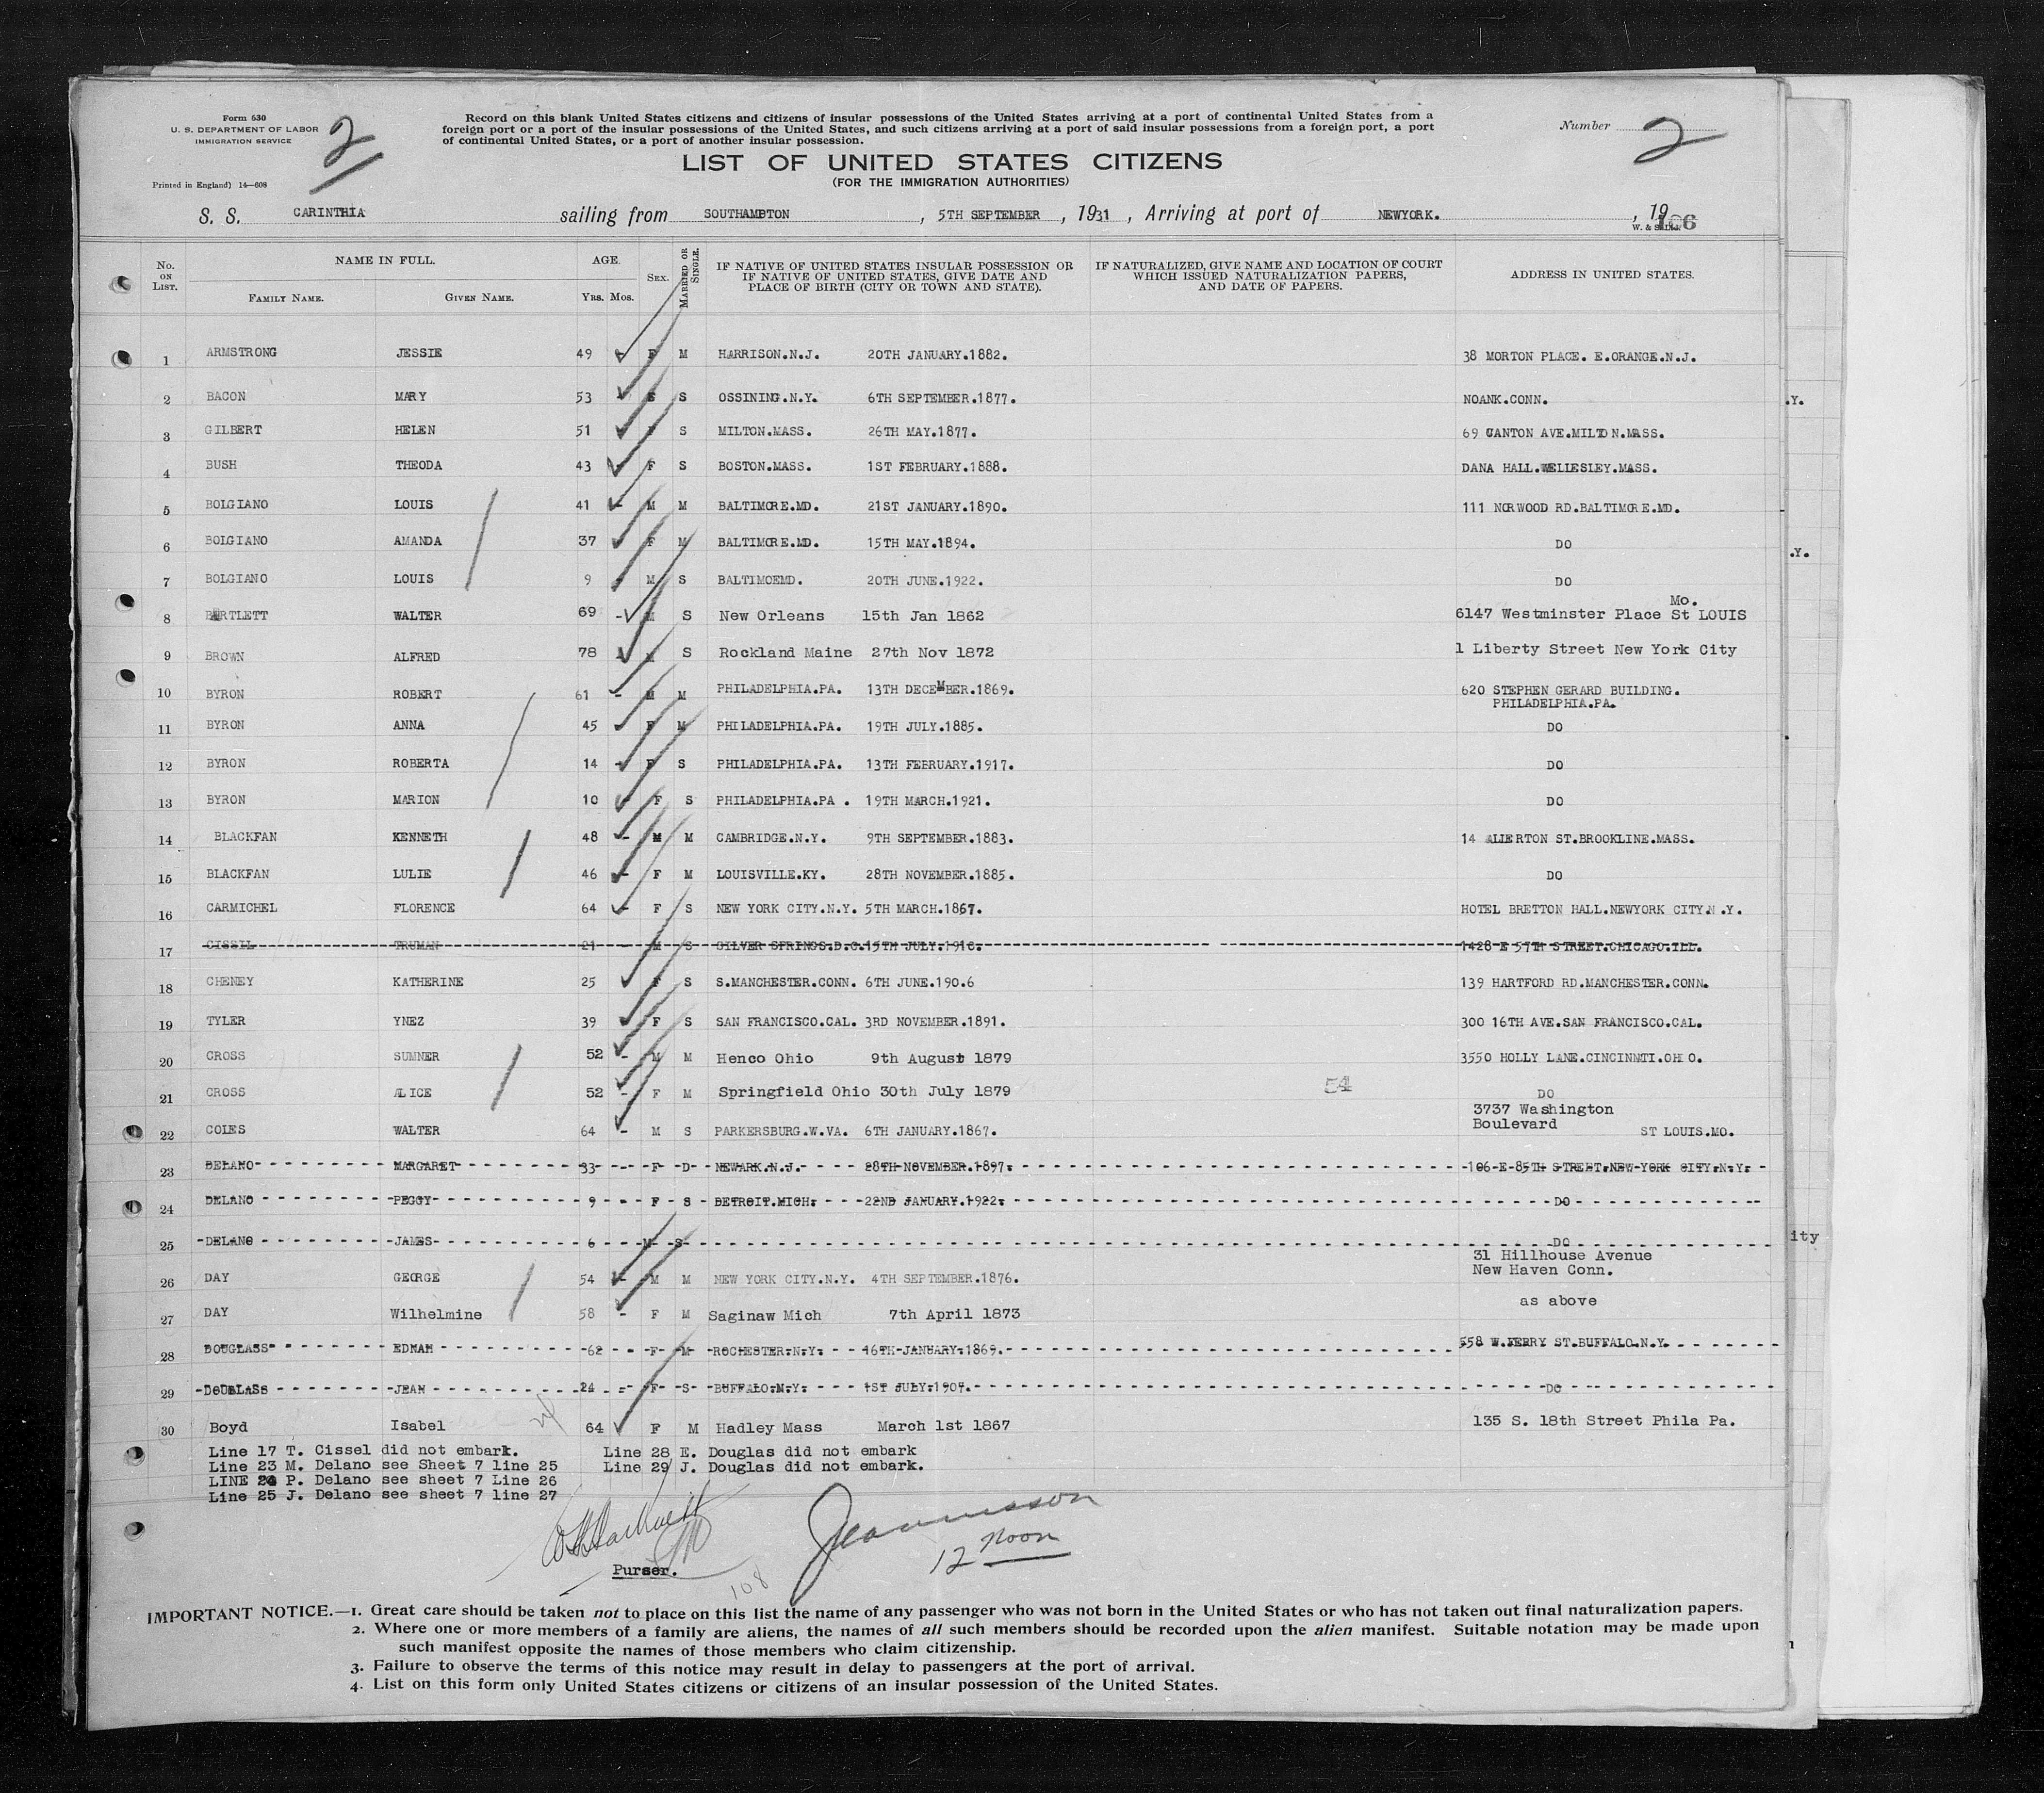 Form 630
U. S. DEPARTMENT OF LABOR
IMMIGRATION SERVICE
2
Printed in England) 14—608
Record on this blank United States citizens and citizens of insular possessions of the United States arriving at a port of continental United States from a
foreign port or a port of the insular possessions of the United States, and such citizens arriving at a port of said insular possessions from a foreign port, a port
of continental United States, or a port of another insular possession.
Number 2
LIST OF UNITED STATES CITIZENS
(FOR THE IMMIGRATION AUTHORITIES)
S. S. CARINTHIA sailing from SOUTHAMPTON , 5TH SEPTEMBER , 1931 , Arriving at port of NEWYORK. , 19
No. ON LIST. NAME IN FULL. FAMILY NAME. GIVEN NAME. AGE. YRS. MOS. SEX. MARRIED OR SINGLE. IF NATIVE OF UNITED STATES INSULAR POSSESSION OR IF NATIVE OF UNITED STATES, GIVE DATE AND PLACE OF BIRTH (CITY OR TOWN AND STATE). IF NATURALIZED, GIVE NAME AND LOCATION OF COURT WHICH ISSUED NATURALIZATION PAPERS, AND DATE OF PAPERS. ADDRESS IN UNITED STATES.
1 ARMSTRONG JESSIE 49 - F M HARRISON.N.J. 20TH JANUARY.1882. 38 MORTON PLACE. E.ORANGE.N.J.
2 BACON MARY 53 - S OSSINING.N.Y. 6TH SEPTEMBER.1877. NOANK.CONN.
3 GILBERT HELEN 51 - F S MILTON.MASS. 26TH MAY.1877. 69 CANTON AVE.MILTON.MASS.
4 BUSH THEODA 43 - F S BOSTON.MASS. 1ST FEBRUARY.1888. DANA HALL.WELLESLEY.MASS.
5 BOLGIANO LOUIS 41 - M M BALTIMORE.MD. 21ST JANUARY.1890. 111 NORWOOD RD.BALTIMORE.MD.
6 BOLGIANO AMANDA 37 - F M BALTIMORE.MD. 15TH MAY.1894. DO
7 BOLGIANO LOUIS 9 - M S BALTIMOEMD. 20TH JUNE.1922. DO
8 BARTLETT WALTER 69 - M S New Orleans 15th Jan 1862 6147 Westminster Place St LOUIS Mo.
9 BROWN ALFRED 78 M S Rockland Maine 27th Nov 1872 1 Liberty Street New York City
10 BYRON ROBERT 61 - M M PHILADELPHIA.PA. 13TH DECEMBER.1869. 620 STEPHEN GERARD BUILDING.
PHILADELPHIA.PA.
11 BYRON ANNA 45 - F M PHILADELPHIA.PA. 19TH JULY.1885. DO
12 BYRON ROBERTA 14 - F S PHILADELPHIA.PA. 13TH FEBRUARY.1917. DO
13 BYRON MARION 10 - F S PHILADELPHIA.PA . 19TH MARCH.1921. DO
14 BLACKFAN KENNETH 48 - M M CAMBRIDGE.N.Y. 9TH SEPTEMBER.1883. 14 ALLERTON ST.BROOKLINE.MASS.
15 BLACKFAN LULIE 46 - F M LOUISVILLE.KY. 28TH NOVEMBER.1885. DO
16 CARMICHEL FLORENCE 64 - F S NEW YORK CITY.N.Y. 5TH MARCH.1867. HOTEL BRETTON HALL.NEWYORK CITY.N.Y.
17 CISSIL TRUMAN 21 - M S SILVER SPRINGS.D.C.15TH JULY.1910. 1428 E 57TH STREET.CHICAGO.ILL.
18 CHENEY KATHERINE 25 F S S.MANCHESTER.CONN. 6TH JUNE.190.6 139 HARTFORD RD.MANCHESTER.CONN.
19 TYLER YNEZ 39 F S SAN FRANCISCO.CAL. 3RD NOVEMBER.1891. 300 16TH AVE.SAN FRANCISCO.CAL.
20 CROSS SUMNER 52 - M M Henco Ohio 9th August 1879 3550 HOLLY LANE.CINCINNTI.OHIO.
21 CROSS ALICE 52 - F M Springfield Ohio 30th July 1879 54 DO
22 COLES WALTER 64 - M S PARKERSBURG.W.VA. 6TH JANUARY.1867. 3737 Washington Boulevard ST LOUIS.MO.
23 DELANO MARGARET 33 - F D NEWARK.N.J. 28TH NOVEMBER.1897. 106 E 85TH STREET.NEW YORK CITY.N.Y.
24 DELANO PEGGY 9 - F S DETROIT.MICH. 22ND JANUARY.1922. DO
25 DELANO JAMES 6 M S DO
26 DAY GEORGE 54 - M M NEW YORK CITY.N.Y. 4TH SEPTEMBER.1876. 31 Hillhouse Avenue New Haven Conn.
27 DAY Wilhelmine 58 - F M Saginaw Mich 7th April 1873 as above
28 DOUGLASS EDNAH 62 - F M ROCHESTER.N.Y. 16TH JANUARY.1869. 558 W.FERRY ST.BUFFALO.N.Y.
29 DOUGLASS JEAN 24 - F S BUFFALO.N.Y. 1ST JULY.1907. DO
30 Boyd Isabel 64 F M Hadley Mass March 1st 1867 135 S. 18th Street Phila Pa.
Line 17 T. Cissel did not embark. Line 28 E. Douglas did not embark
Line 23 M. Delano see Sheet 7 line 25 Line 29 J. Douglas did not embark.
LINE 24 P. Delano see sheet 7 Line 26
Line 25 J. Delano see sheet 7 line 27
12 Noon
Purser.
108
IMPORTANT NOTICE.—1. Great care should be taken not to place on this list the name of any passenger who was not born in the United States or who has not taken out final naturalization papers.
2. Where one or more members of a family are aliens, the names of all such members should be recorded upon the alien manifest. Suitable notation may be made upon
such manifest opposite the names of those members who claim citizenship.
3. Failure to observe the terms of this notice may result in delay to passengers at the port of arrival.
4. List on this form only United States citizens or citizens of an insular possession of the United States.